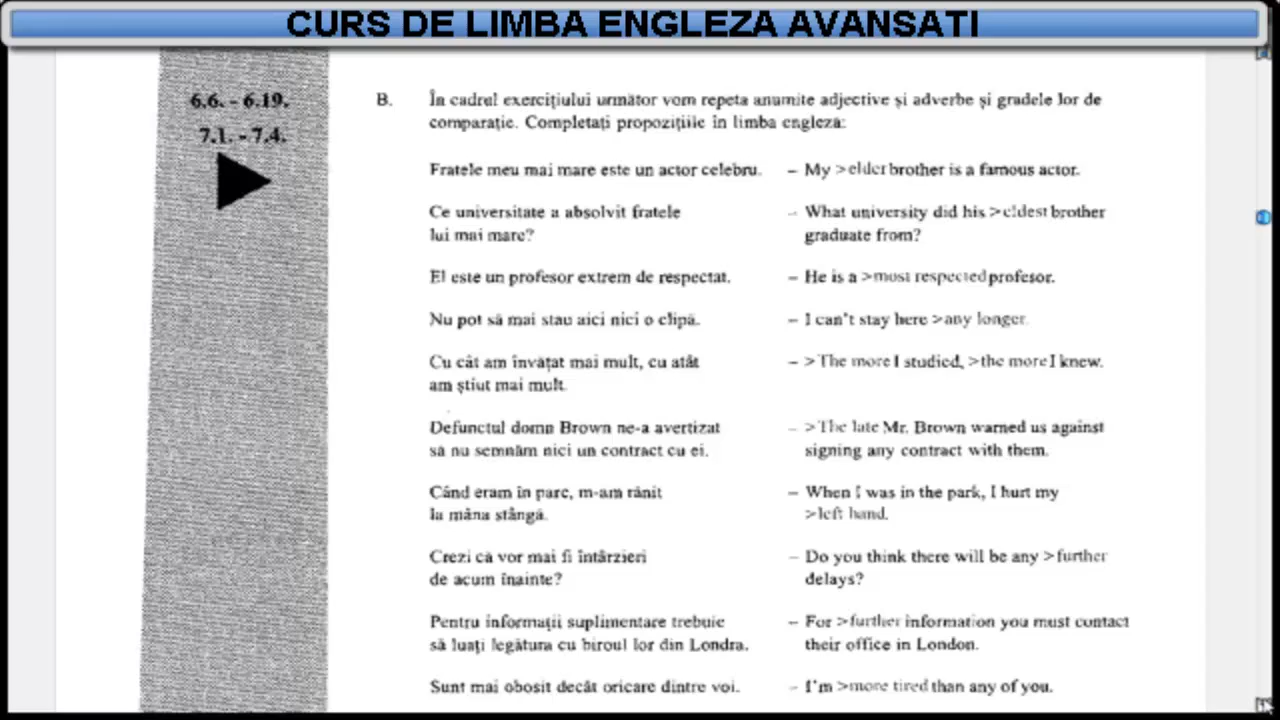 CURS DE LIMBA ENGLEZA AVANSATI
6.6. - 6.19.
7.1. - 7.4.
B. În cadrul exercițiului următor vom repeta anumite adjective și adverbe și gradele lor de
comparație. Completați propozițiile în limba engleză:
Fratele meu mai mare este un actor celebru. – My >elder brother is a famous actor.
Ce universitate a absolvit fratele – What university did his >eldest brother
lui mai mare? graduate from?
El este un profesor extrem de respectat. – He is a >most respected profesor.
Nu pot să mai stau aici nici o clipă. – I can't stay here >any longer.
Cu cât am învățat mai mult, cu atât – >The more I studied, >the more I knew.
am știut mai mult.
Defunctul domn Brown ne-a avertizat – >The late Mr. Brown warned us against
să nu semnăm nici un contract cu ei. signing any contract with them.
Când eram în parc, m-am rănit – When I was in the park, I hurt my
la mâna stângă. >left hand.
Crezi că vor mai fi întârzieri – Do you think there will be any >further
de acum înainte? delays?
Pentru informații suplimentare trebuie – For >further information you must contact
să luați legătura cu biroul lor din Londra. their office in London.
Sunt mai obosit decât oricare dintre voi. – I'm >more tired than any of you.